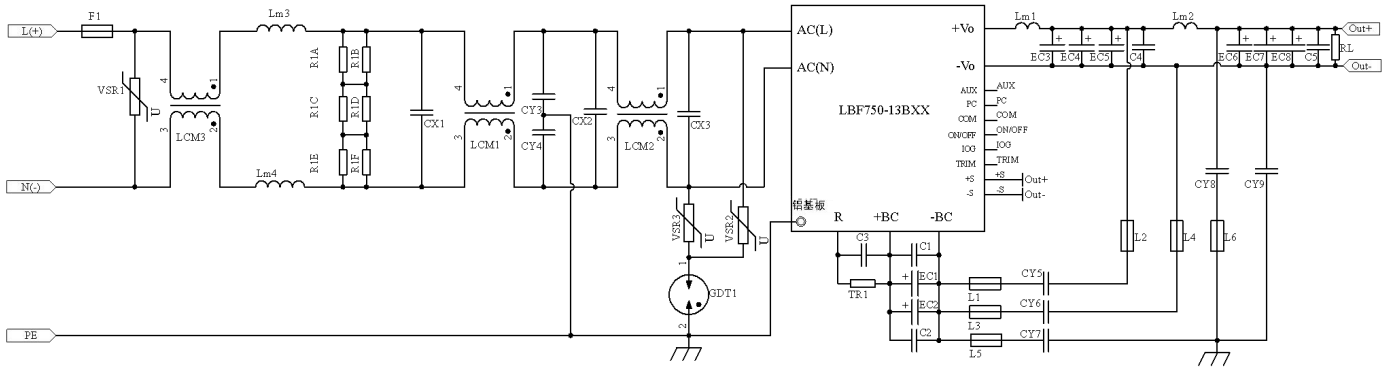 F1
L(+)
VSR1
U
4
1
3
2
LCM3
Lm3
Lm4
R1A
R1B
R1C
R1D
R1E
R1F
CX1
4
1
3
2
LCM1
CY3
CY4
CX2
4
1
3
2
LCM2
CX3
N(-)
VSR3
U
VSR2
U
1
GDT1
2
PE
AC(L)
AC(N)
LBF750-13BXX
铝基板
R
+BC
-BC
+Vo
-Vo
AUX
AUX
PC
PC
COM
COM
ON/OFF
ON/OFF
IOG
IOG
TRIM
TRIM
+S
+S
Out+
-S
-S
Out-
Lm1
Lm2
EC3
EC4
EC5
C4
EC6
EC7
EC8
C5
RL
Out+
Out-
CY8
CY9
L2
L4
L6
C3
C1
TR1
EC1
EC2
C2
L1
CY5
L3
CY6
L5
CY7